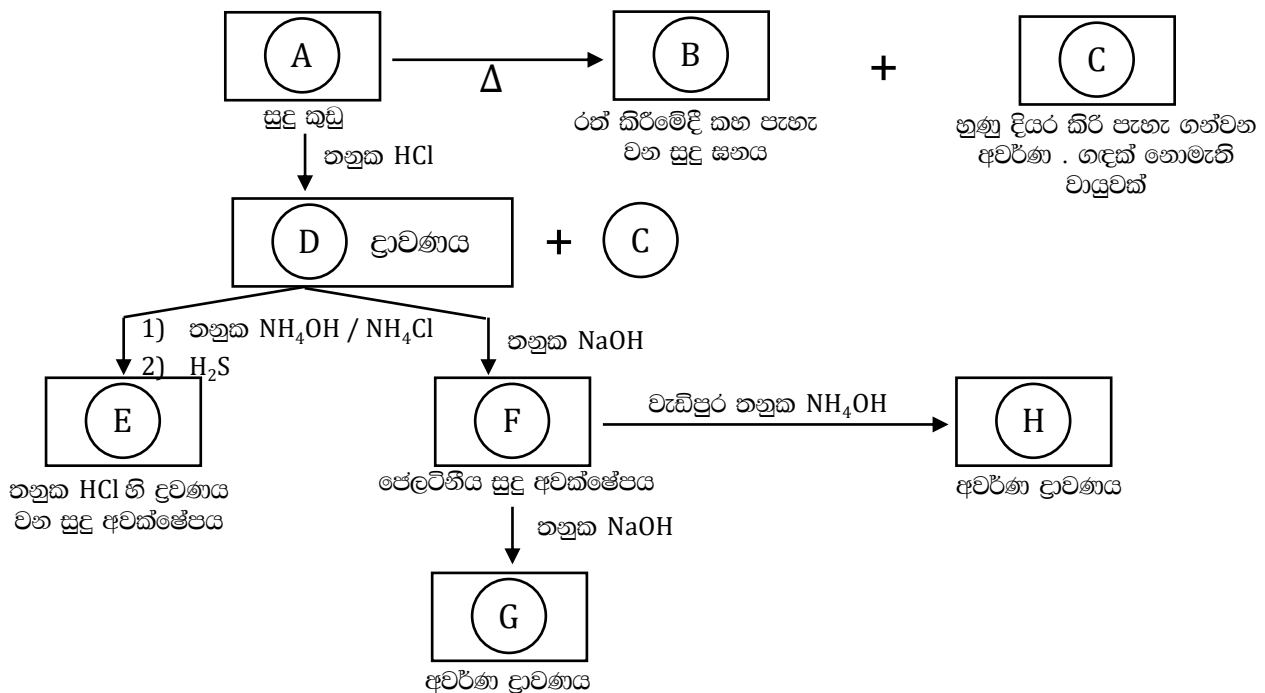 A
Δ
B
+
C
සුදු කුඩු
රත් කිරීමේදී කහ පැහැ
වන සුදු ඝනය
හුණු දියර කිරි පැහැ ගන්වන
අවර්ණ . ගඳක් නොමැති
වායුවක්
තනුක HCl
D ද්‍රාවණය + C
1) තනුක NH₄OH / NH₄Cl
2) H₂S
තනුක NaOH
E
F
වැඩිපුර තනුක NH₄OH
H
තනුක HCl හි ද්‍රවණය
වන සුදු අවක්ෂේපය
ජෙලටිනීය සුදු අවක්ෂේපය
අවර්ණ ද්‍රාවණය
තනුක NaOH
G
අවර්ණ ද්‍රාවණය